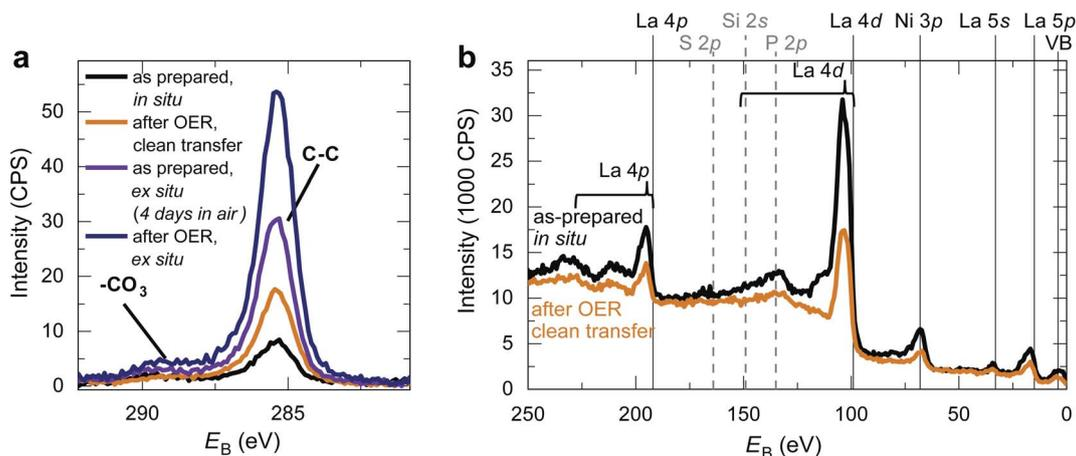 a
as prepared,
in situ
after OER,
clean transfer
as prepared,
ex situ
(4 days in air)
after OER,
ex situ
C-C
-CO₃
Intensity (CPS)
50
40
30
20
10
0
290 285
E_B (eV)
b
La 4p Si 2s La 4d Ni 3p La 5s La 5p
S 2p P 2p VB
La 4d
La 4p
as-prepared
in situ
after OER
clean transfer
Intensity (1000 CPS)
35
30
25
20
15
10
5
0
250 200 150 100 50 0
E_B (eV)